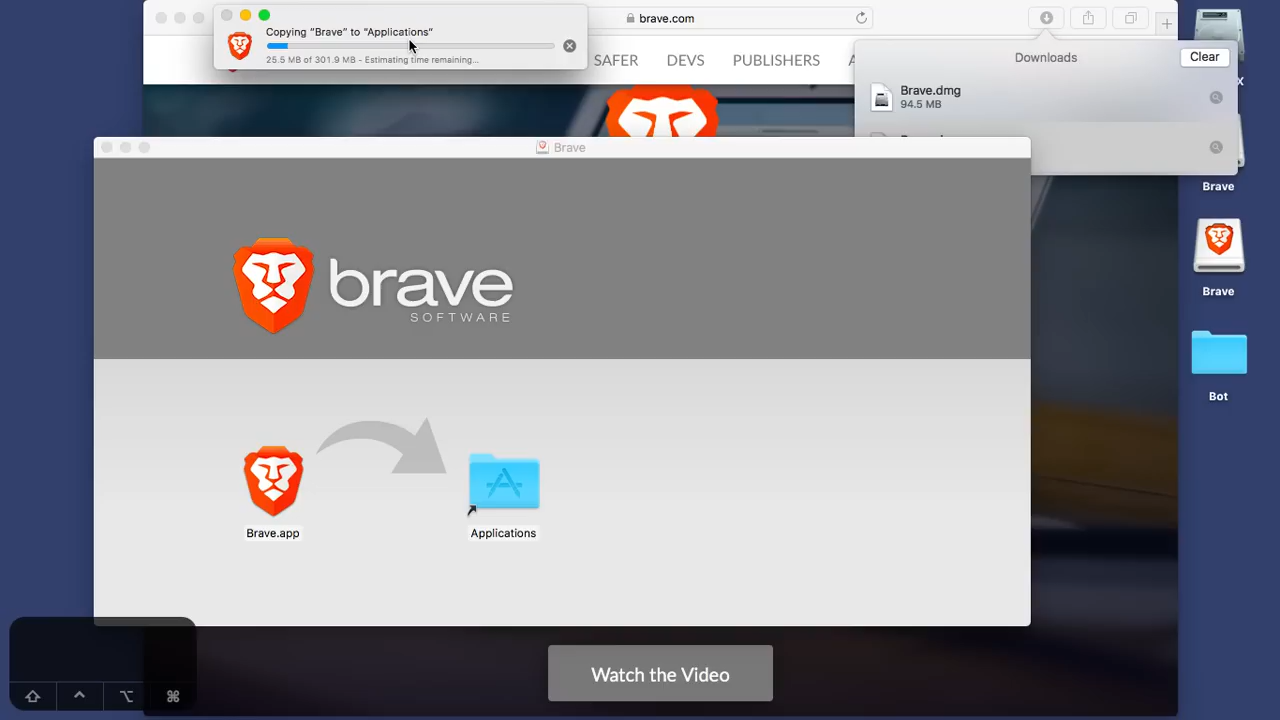 Copying "Brave" to "Applications"
25.5 MB of 301.9 MB - Estimating time remaining...
brave.com
SAFER DEVS PUBLISHERS
Downloads
Clear
Brave.dmg
94.5 MB
Brave
Brave
Brave
Bot
brave
SOFTWARE
Brave.app
Applications
Watch the Video